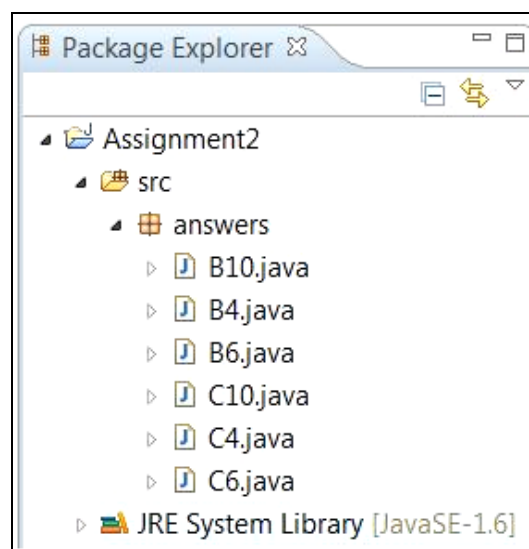 Package Explorer
Assignment2
src
answers
B10.java
B4.java
B6.java
C10.java
C4.java
C6.java
JRE System Library [JavaSE-1.6]